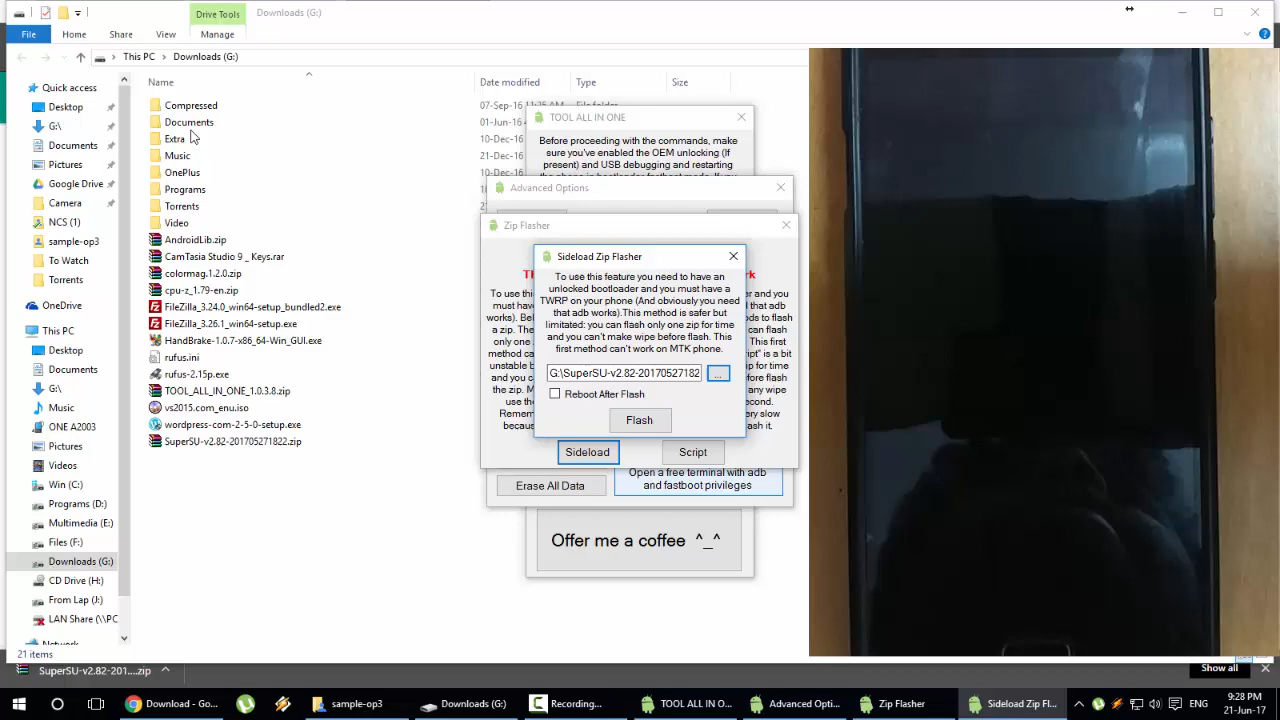 Drive Tools
Downloads (G:)
File
Home
Share
View
Manage
This PC
Downloads (G:)
Name
Date modified
Type
Size
Quick access
Desktop
G:\
Documents
Pictures
Google Drive
Camera
NCS (1)
sample-op3
To Watch
Torrents
OneDrive
This PC
Desktop
G:\
Documents
Music
ONE A2003
Pictures
Videos
Win (C:)
Programs (D:)
Multimedia (E:)
Files (F:)
Downloads (G:)
CD Drive (H:)
From Lap (J:)
LAN Share (\\PC
Network
Compressed
Documents
Extra
Music
OnePlus
Programs
Torrents
Video
AndroidLib.zip
CamTasia Studio 9 _ Keys.rar
colormag.1.2.0.zip
cpu-z_1.79-en.zip
FileZilla_3.24.0_win64-setup_bundled2.exe
FileZilla_3.26.1_win64-setup.exe
HandBrake-1.0.7-x86_64-Win_GUI.exe
rufus.ini
rufus-2.15p.exe
TOOL_ALL_IN_ONE_1.0.3.8.zip
vs2015.com_enu.iso
wordpress-com-2-5-0-setup.exe
SuperSU-v2.82-201705271822.zip
07-Sep-16 11:25 AM
File folder
01-Jun-
10-Dec-16
21-Dec-16
10-Dec-16
TOOL ALL IN ONE
Before proceeding with the commands,
make sure you've enabled the OEM unlocking (If
present) and USB debugging and restarting
Advanced Options
Zip Flasher
Sideload Zip Flasher
To use this feature you need to have an
unlocked bootloader and you must have a
TWRP on your phone (And obviously you need
that adb works).This method is safer but
limitated: you can flash only one zip for time
and you can't make wipe before flash. This
first method can't work on MTK phone.
G:\SuperSU-v2.82-20170527182
...
Reboot After Flash
Flash
Sideload
Script
Erase All Data
Open a free terminal with adb
and fastboot privileges
Offer me a coffee ^_^
21 items
SuperSU-v2.82-201....zip
Show all
Download - Go...
sample-op3
Downloads (G:)
Recording...
TOOL ALL IN O...
Advanced Opti...
Zip Flasher
Sideload Zip Fl...
ENG
9:28 PM
21-Jun-17